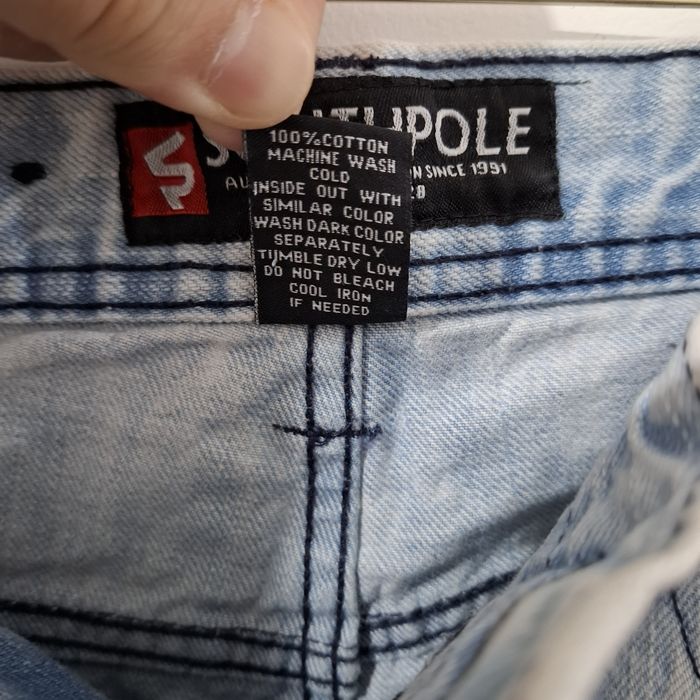 POLE
SINCE 1991
28
100%COTTON
MACHINE WASH
COLD
INSIDE OUT WITH
SIMILAR COLOR
WASH DARK COLOR
SEPARATELY
TUMBLE DRY LOW
DO NOT BLEACH
COOL IRON
IF NEEDED